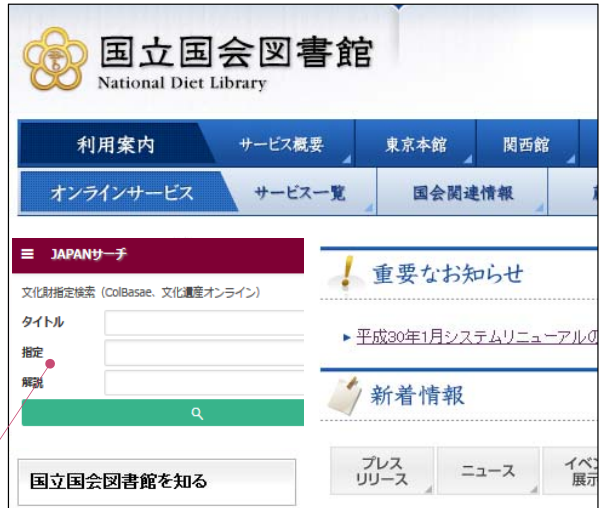 国立国会図書館
National Diet Library
利用案内 サービス概要 東京本館 関西館
オンラインサービス サービス一覧 国会関連情報
JAPANサーチ
文化財指定検索（ColBasae、文化遺産オンライン）
タイトル
指定
解説
国立国会図書館を知る
重要なお知らせ
平成30年1月システムリニューアルの
新着情報
プレス
リリース
ニュース
イベン
展示